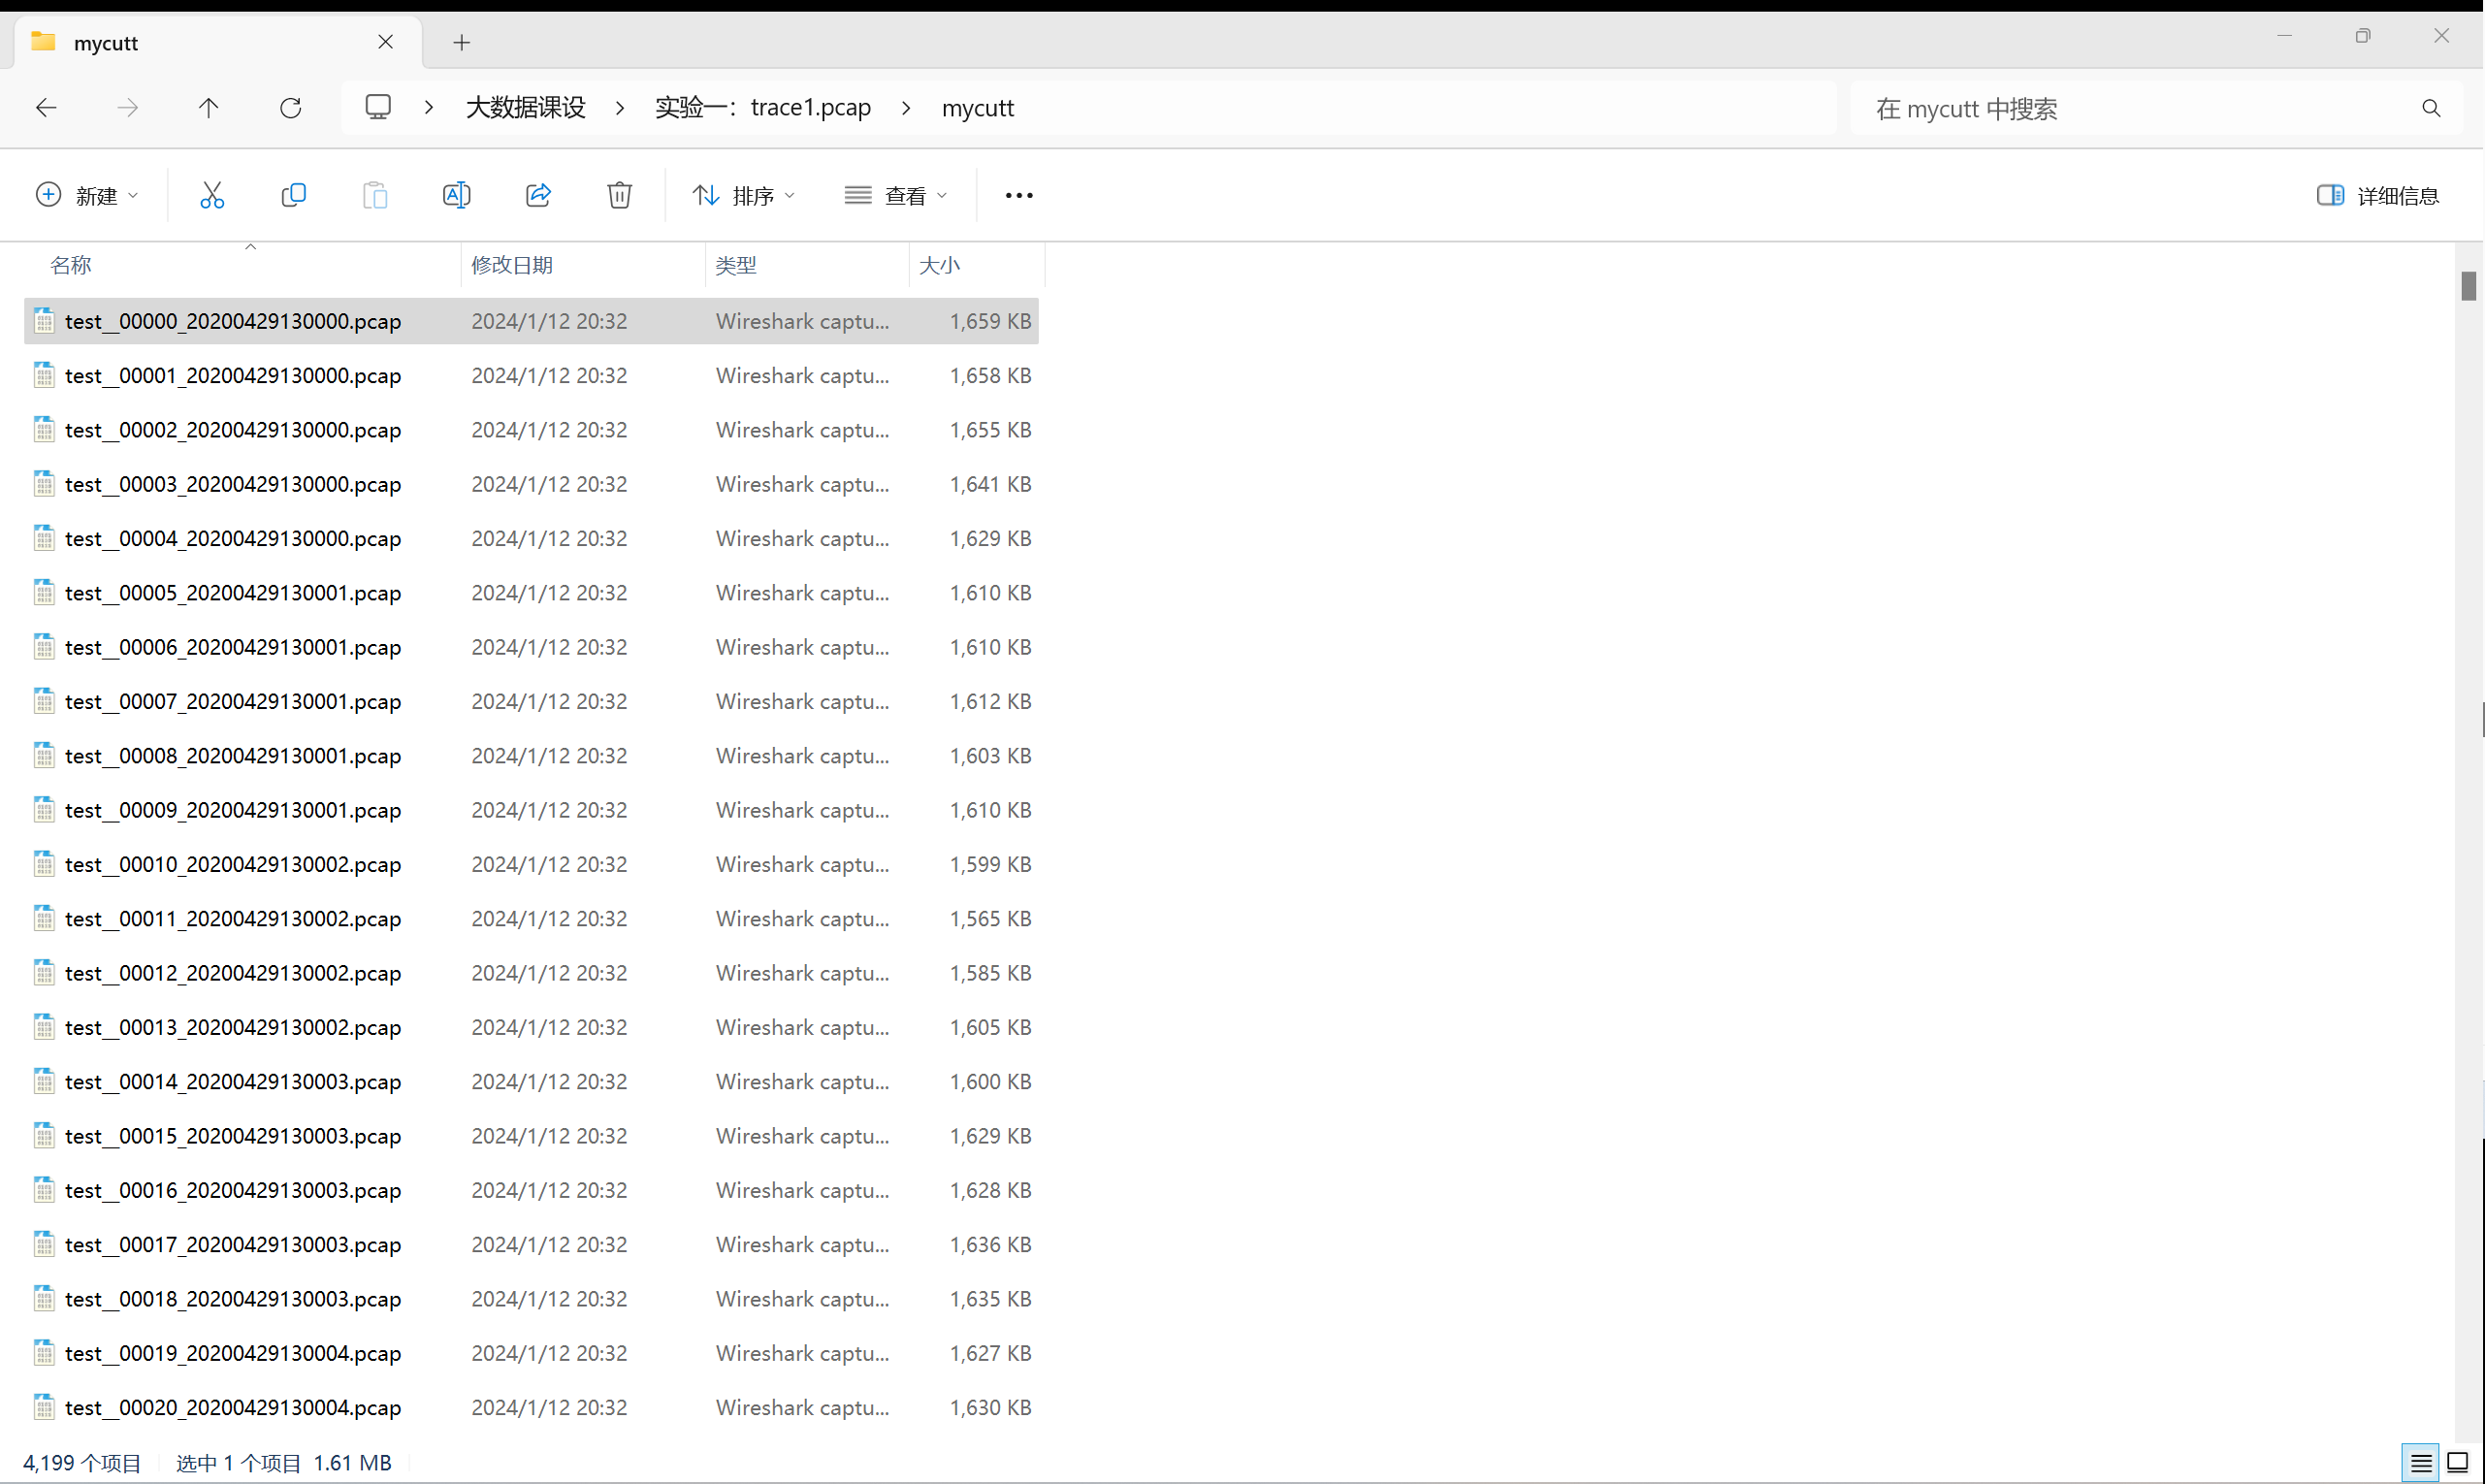 mycutt
大数据课设 > 实验一：trace1.pcap > mycutt
在 mycutt 中搜索
新建 排序 查看 ••• 详细信息
名称 修改日期 类型 大小
test__00000_20200429130000.pcap 2024/1/12 20:32 Wireshark captu... 1,659 KB
test__00001_20200429130000.pcap 2024/1/12 20:32 Wireshark captu... 1,658 KB
test__00002_20200429130000.pcap 2024/1/12 20:32 Wireshark captu... 1,655 KB
test__00003_20200429130000.pcap 2024/1/12 20:32 Wireshark captu... 1,641 KB
test__00004_20200429130000.pcap 2024/1/12 20:32 Wireshark captu... 1,629 KB
test__00005_20200429130001.pcap 2024/1/12 20:32 Wireshark captu... 1,610 KB
test__00006_20200429130001.pcap 2024/1/12 20:32 Wireshark captu... 1,610 KB
test__00007_20200429130001.pcap 2024/1/12 20:32 Wireshark captu... 1,612 KB
test__00008_20200429130001.pcap 2024/1/12 20:32 Wireshark captu... 1,603 KB
test__00009_20200429130001.pcap 2024/1/12 20:32 Wireshark captu... 1,610 KB
test__00010_20200429130002.pcap 2024/1/12 20:32 Wireshark captu... 1,599 KB
test__00011_20200429130002.pcap 2024/1/12 20:32 Wireshark captu... 1,565 KB
test__00012_20200429130002.pcap 2024/1/12 20:32 Wireshark captu... 1,585 KB
test__00013_20200429130002.pcap 2024/1/12 20:32 Wireshark captu... 1,605 KB
test__00014_20200429130003.pcap 2024/1/12 20:32 Wireshark captu... 1,600 KB
test__00015_20200429130003.pcap 2024/1/12 20:32 Wireshark captu... 1,629 KB
test__00016_20200429130003.pcap 2024/1/12 20:32 Wireshark captu... 1,628 KB
test__00017_20200429130003.pcap 2024/1/12 20:32 Wireshark captu... 1,636 KB
test__00018_20200429130003.pcap 2024/1/12 20:32 Wireshark captu... 1,635 KB
test__00019_20200429130004.pcap 2024/1/12 20:32 Wireshark captu... 1,627 KB
test__00020_20200429130004.pcap 2024/1/12 20:32 Wireshark captu... 1,630 KB
4,199 个项目 选中 1 个项目 1.61 MB